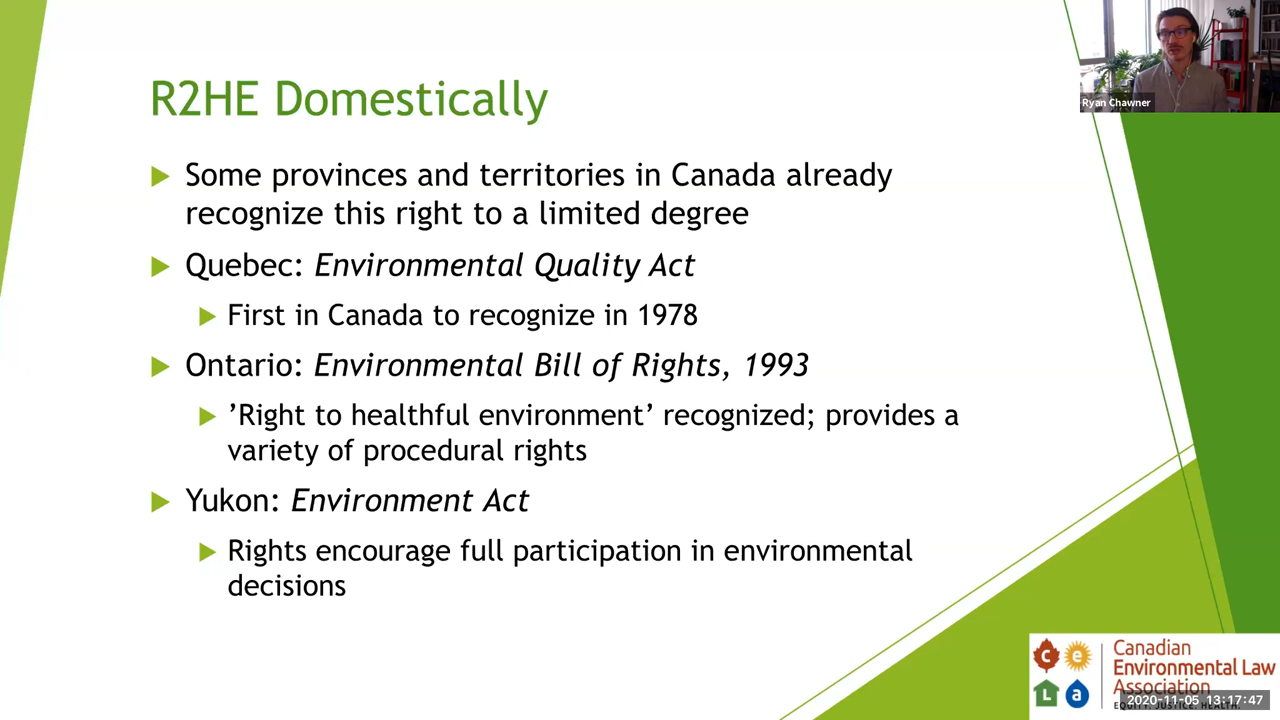 R2HE Domestically
Some provinces and territories in Canada already
recognize this right to a limited degree
Quebec: Environmental Quality Act
First in Canada to recognize in 1978
Ontario: Environmental Bill of Rights, 1993
’Right to healthful environment’ recognized; provides a
variety of procedural rights
Yukon: Environment Act
Rights encourage full participation in environmental
decisions
Ryan Chawner
C e L a
Canadian
Environmental Law
Association
EQUITY. JUSTICE. HEALTH.
2020-11-05 13:17:47